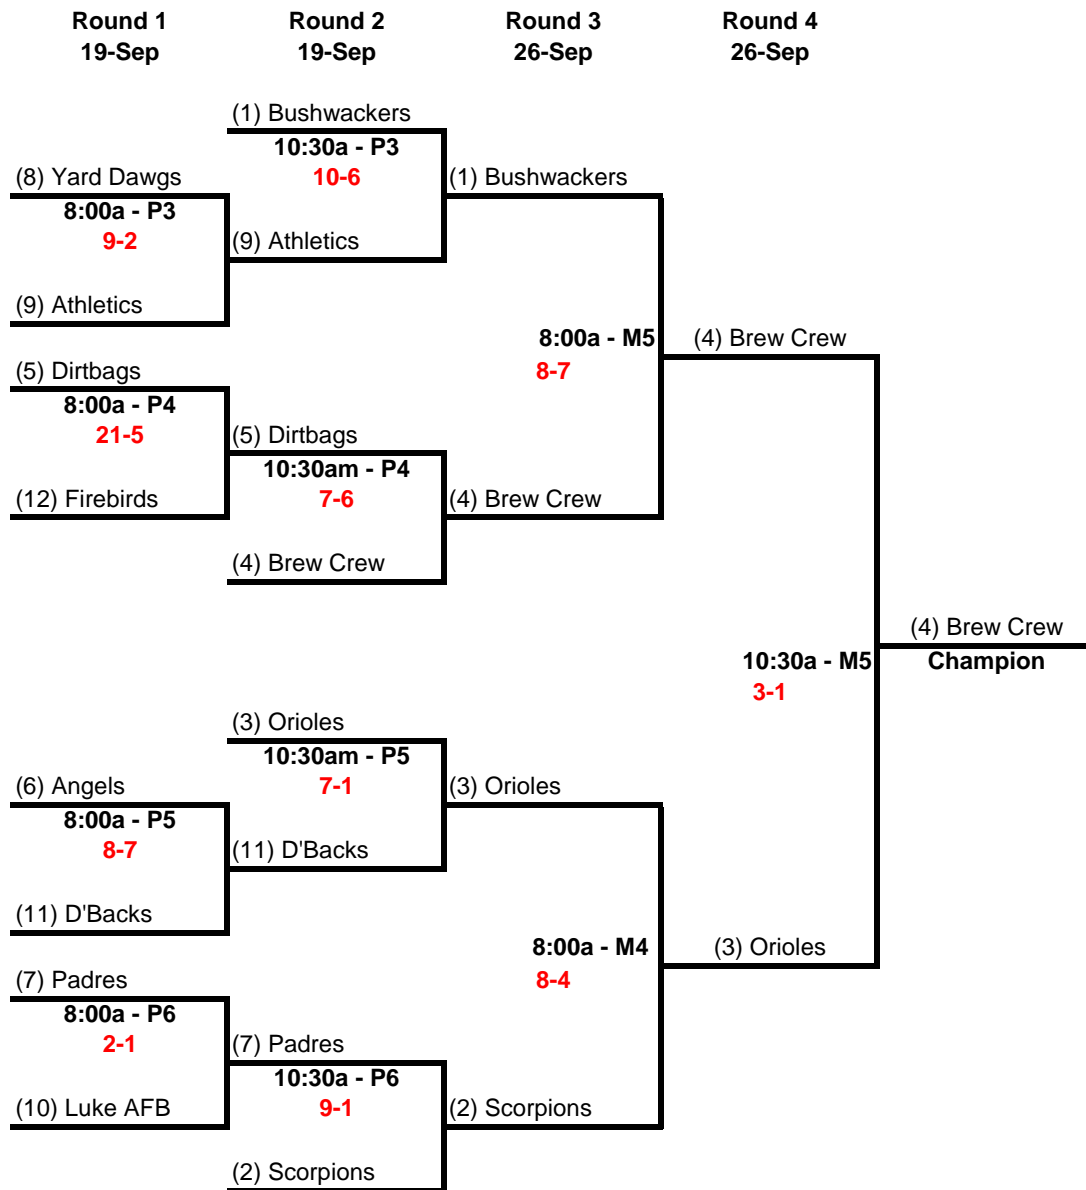 Round 1
19-Sep
Round 2
19-Sep
Round 3
26-Sep
Round 4
26-Sep
(1) Bushwackers
10:30a - P3
10-6
(8) Yard Dawgs
8:00a - P3
9-2
(1) Bushwackers
(9) Athletics
(9) Athletics
8:00a - M5
8-7
(4) Brew Crew
(5) Dirtbags
8:00a - P4
21-5
(5) Dirtbags
10:30am - P4
7-6
(12) Firebirds
(4) Brew Crew
(4) Brew Crew
(4) Brew Crew
Champion
10:30a - M5
3-1
(3) Orioles
10:30am - P5
7-1
(6) Angels
8:00a - P5
8-7
(3) Orioles
(11) D'Backs
(11) D'Backs
8:00a - M4
8-4
(3) Orioles
(7) Padres
8:00a - P6
2-1
(7) Padres
10:30a - P6
9-1
(10) Luke AFB
(2) Scorpions
(2) Scorpions